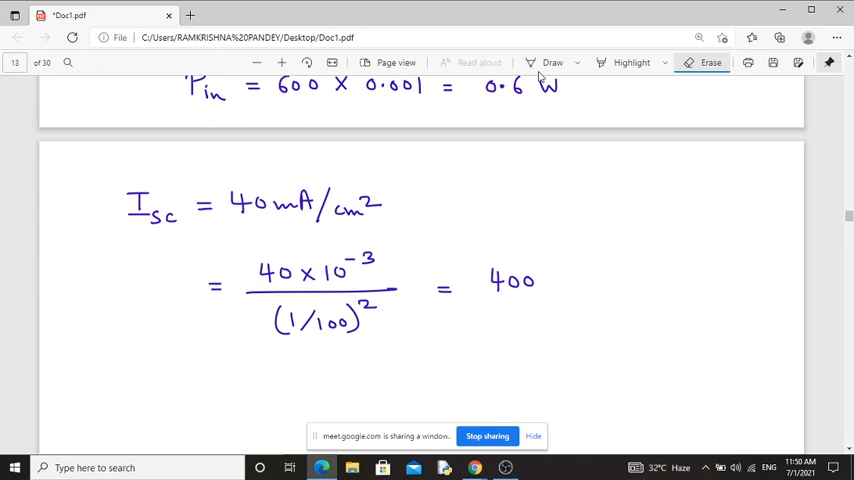 *Doc1.pdf
File
C:/Users/RAMKRISHNA%20PANDEY/Desktop/Doc1.pdf
13 of 30
Page view
Read aloud
Draw
Highlight
Erase
Pin = 600 X 0.001 = 0.6 W
Isc = 40mA/cm2
= 40 x 10-3
(1/100)2
= 400
meet.google.com is sharing a window.
Stop sharing
Hide
Type here to search
32°C Haze
ENG
11:50 AM
7/1/2021